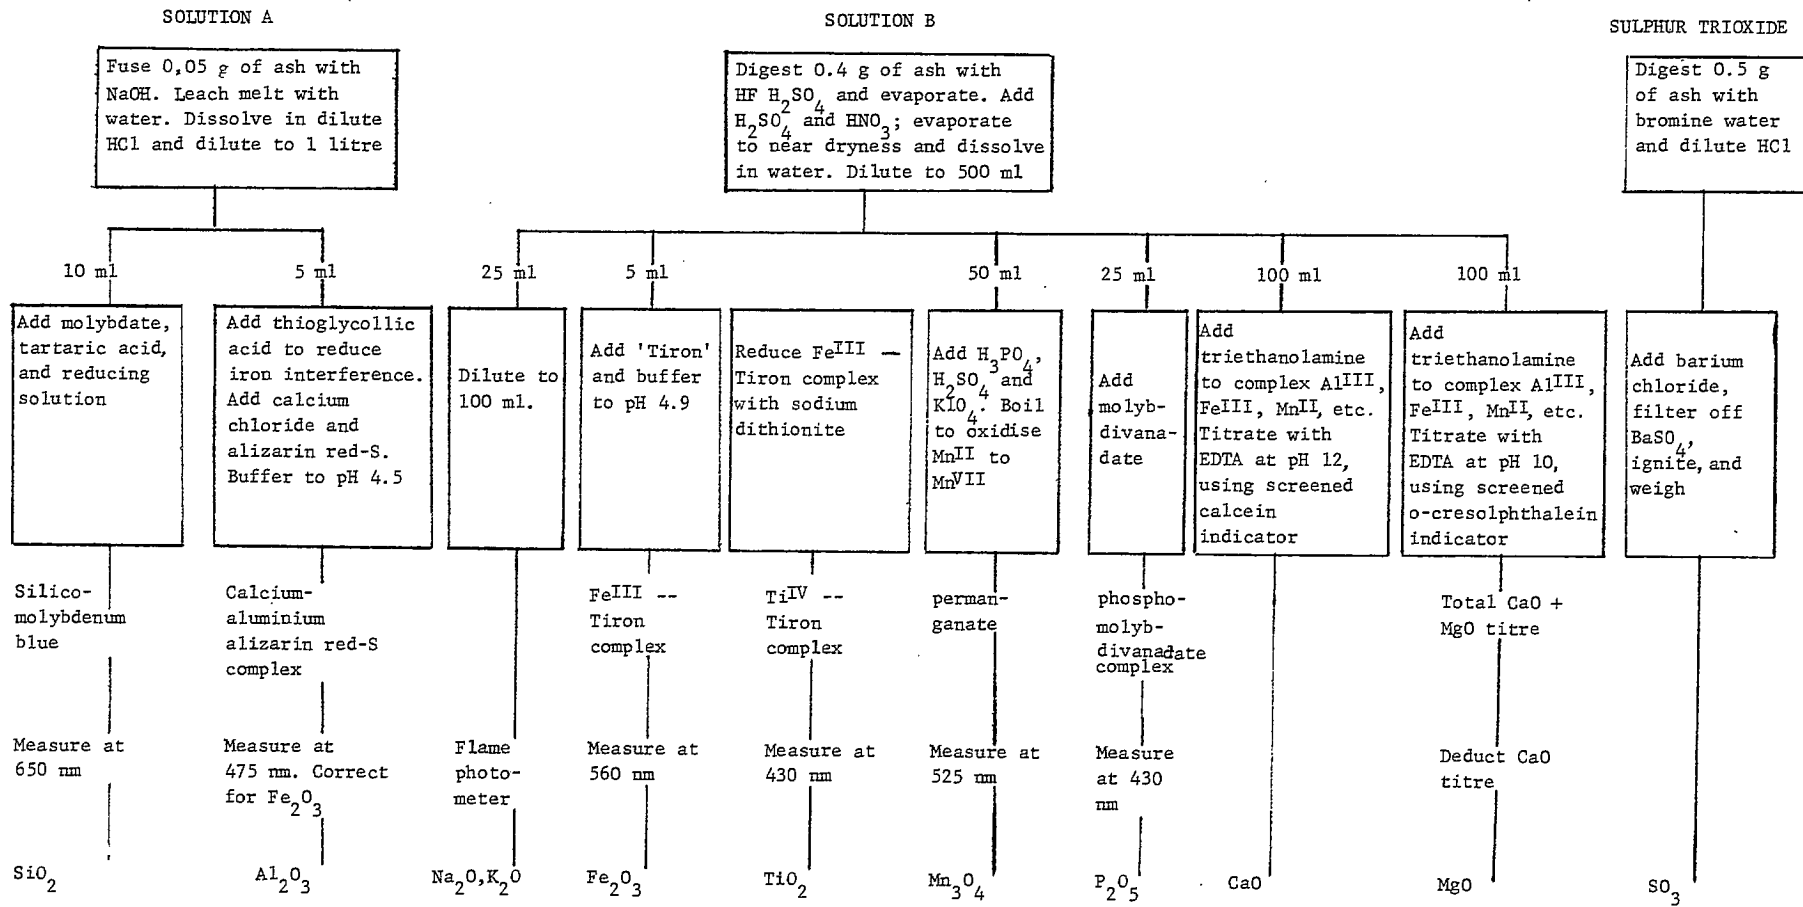 SOLUTION A
SOLUTION B
SULPHUR TRIOXIDE
Fuse 0,05 g of ash with
NaOH. Leach melt with
water. Dissolve in dilute
HCl and dilute to 1 litre
Digest 0.4 g of ash with
HF H2SO4 and evaporate. Add
H2SO4 and HNO3; evaporate
to near dryness and dissolve
in water. Dilute to 500 ml
Digest 0.5 g
of ash with
bromine water
and dilute HCl
10 ml
5 ml
25 ml
5 ml
50 ml
25 ml
100 ml
100 ml
Add molybdate,
tartaric acid,
and reducing
solution
Add thioglycollic
acid to reduce
iron interference.
Add calcium
chloride and
alizarin red-S.
Buffer to pH 4.5
Dilute to
100 ml.
Add 'Tiron'
and buffer
to pH 4.9
Reduce FeIII —
Tiron complex
with sodium
dithionite
Add H3PO4,
H2SO4 and
KIO4. Boil
to oxidise
MnII to
MnVII
Add
molyb-
divana-
date
Add
triethanolamine
to complex AlIII,
FeIII, MnII, etc.
Titrate with
EDTA at pH 12,
using screened
calcein
indicator
Add
triethanolamine
to complex AlIII,
FeIII, MnII, etc.
Titrate with
EDTA at pH 10,
using screened
o-cresolphthalein
indicator
Add barium
chloride,
filter off
BaSO4,
ignite, and
weigh
Silico-
molybdenum
blue
Calcium-
aluminium
alizarin red-S
complex
FeIII --
Tiron
complex
TiIV --
Tiron
complex
perman-
ganate
phospho-
molyb-
divanadate
complex
Total CaO +
MgO titre
Measure at
650 nm
Measure at
475 nm. Correct
for Fe2O3
Flame
photo-
meter
Measure at
560 nm
Measure at
430 nm
Measure at
525 nm
Measure
at 430
nm
Deduct CaO
titre
SiO2
Al2O3
Na2O,K2O
Fe2O3
TiO2
Mn3O4
P2O5
CaO
MgO
SO3